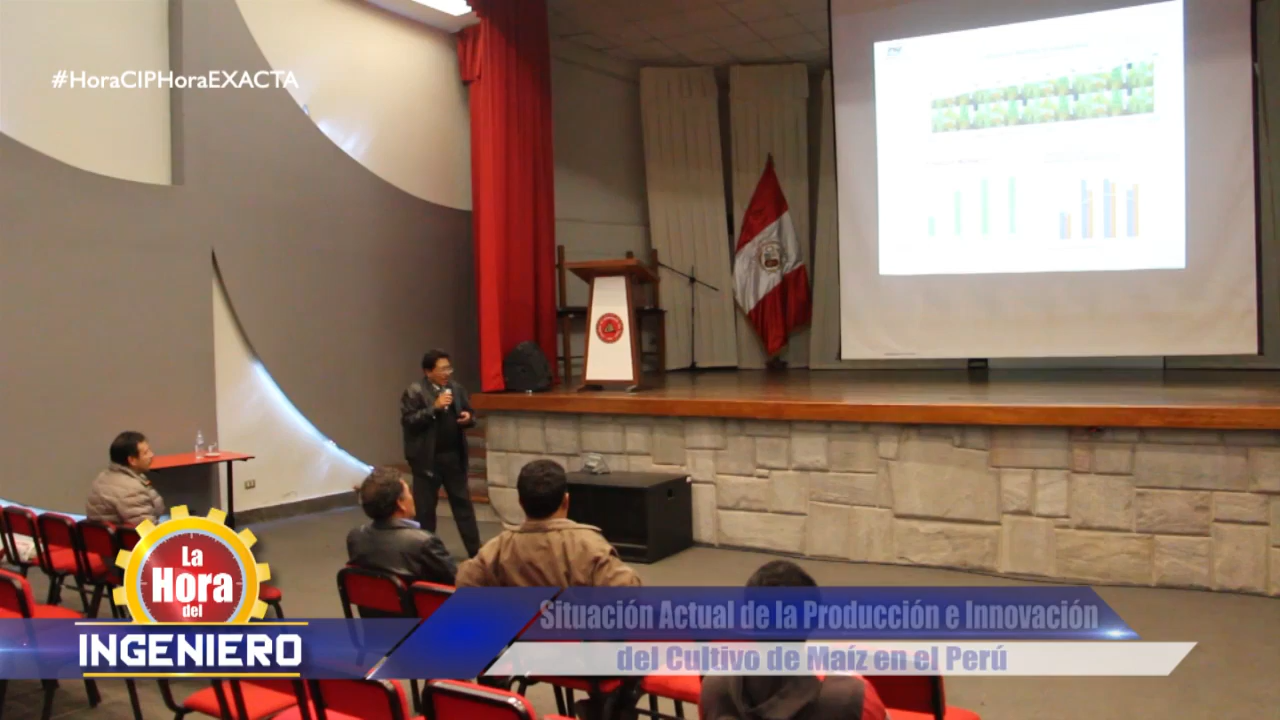 #HoraCIPHoraEXACTA
La
Hora
del
INGENIERO
Situación Actual de la Producción e Innovación
del Cultivo de Maíz en el Perú